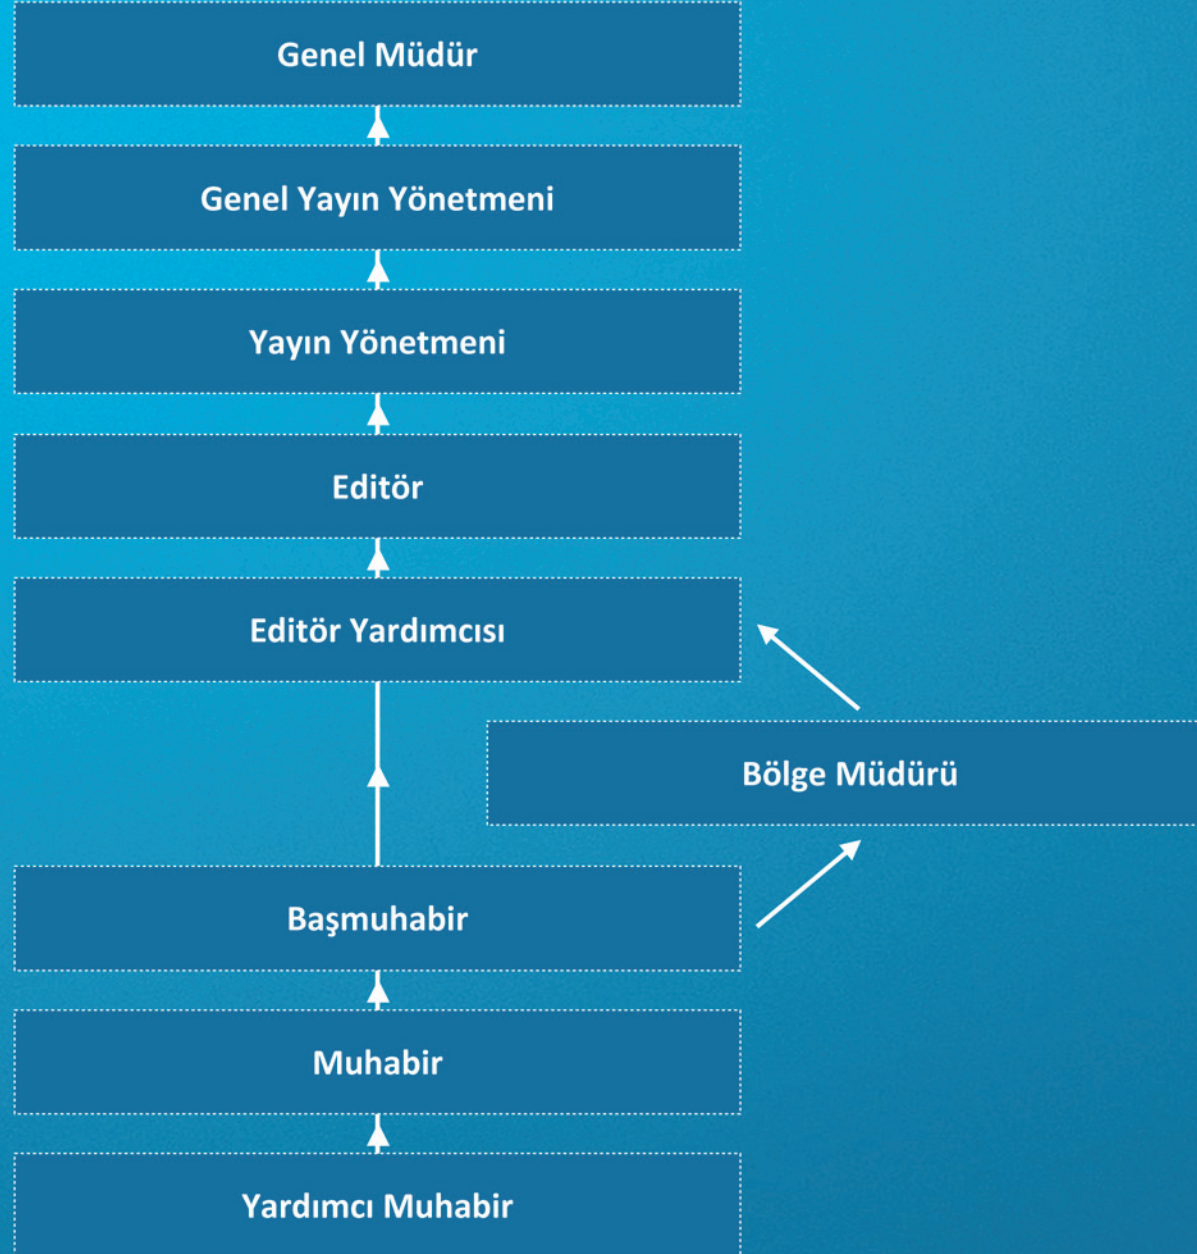 Genel Müdür
Genel Yayın Yönetmeni
Yayın Yönetmeni
Editör
Editör Yardımcısı
Bölge Müdürü
Başmuhabir
Muhabir
Yardımcı Muhabir